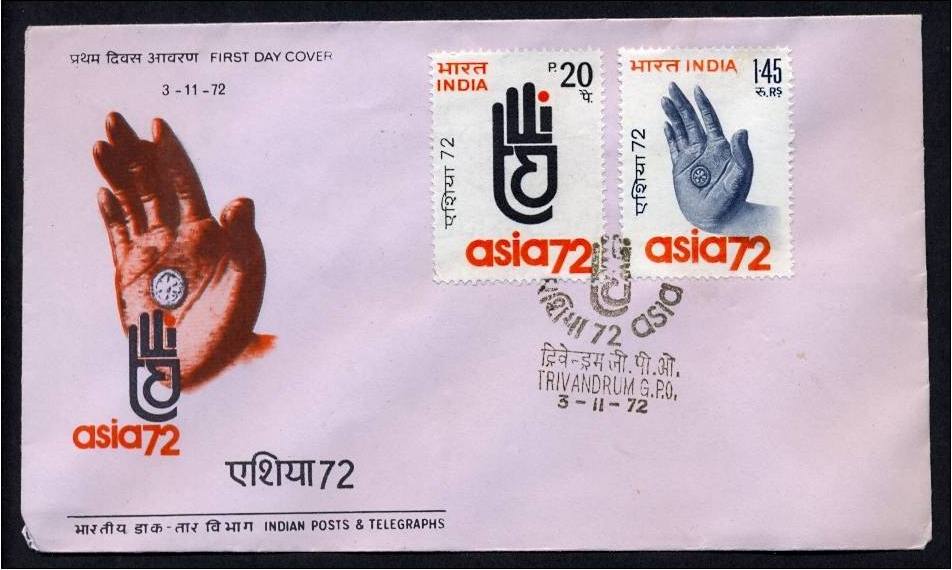 प्रथम दिवस आवरण FIRST DAY COVER
3-11-72
भारत
INDIA
P. 20
पै.
एशिया 72
asia72
भारत INDIA
1·45
रु.RS
एशिया 72
asia72
एशिया 72 asia
ट्रिवेन्ड्रम जी.पी.ओ.
TRIVANDRUM G.P.O.
3-11-72
asia72
एशिया 72
भारतीय डाक-तार विभाग INDIAN POSTS & TELEGRAPHS